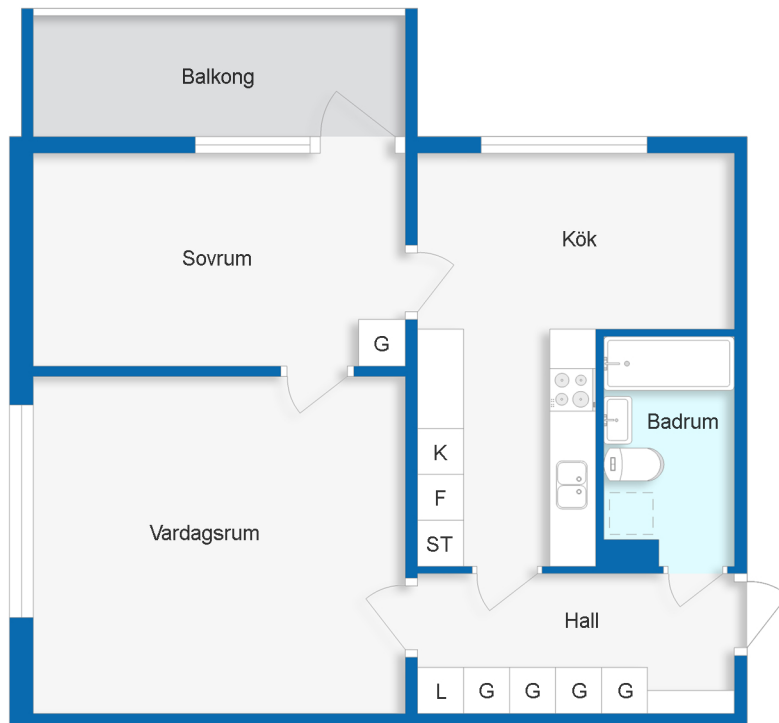 Balkong
Sovrum
Kök
G
Badrum
K
F
ST
Vardagsrum
Hall
L G G G G